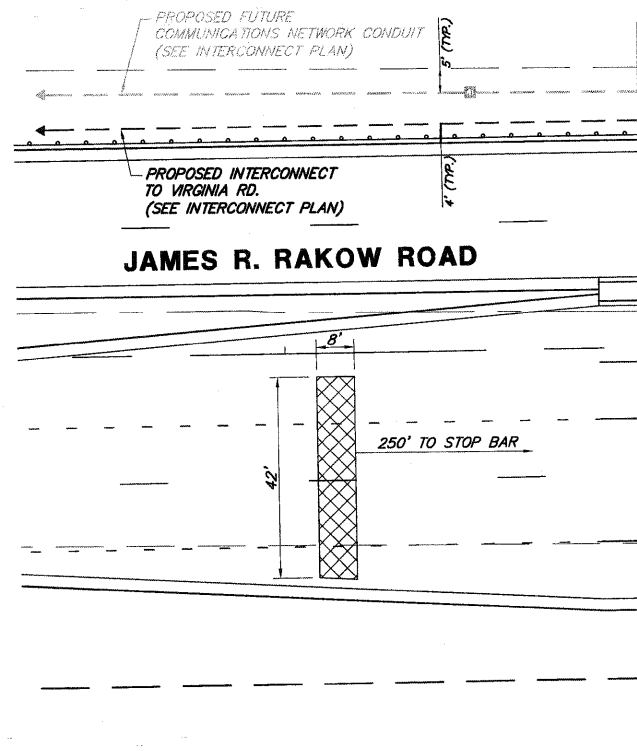 PROPOSED FUTURE
COMMUNICATIONS NETWORK CONDUIT
(SEE INTERCONNECT PLAN)
5' (TYP.)
PROPOSED INTERCONNECT
TO VIRGINIA RD.
(SEE INTERCONNECT PLAN)
4' (TYP.)
JAMES R. RAKOW ROAD
8'
250' TO STOP BAR
42'